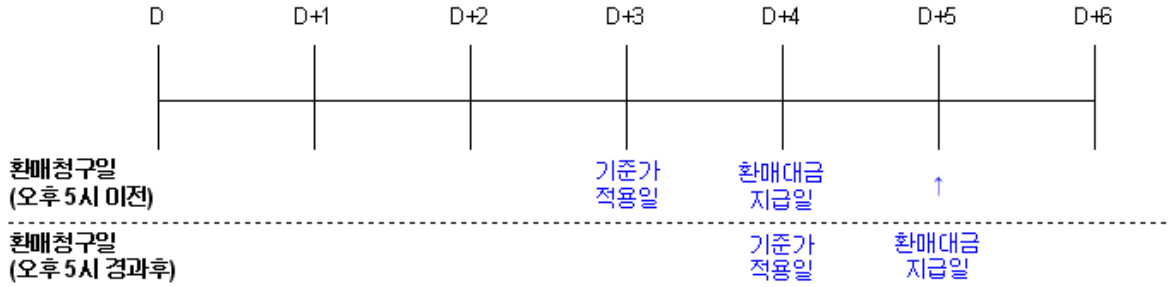 D D+1 D+2 D+3 D+4 D+5 D+6
환매청구일 기준가 환매대금 ↑
(오후 5시 이전) 적용일 지급일
환매청구일 기준가 환매대금
(오후 5시 경과후) 적용일 지급일